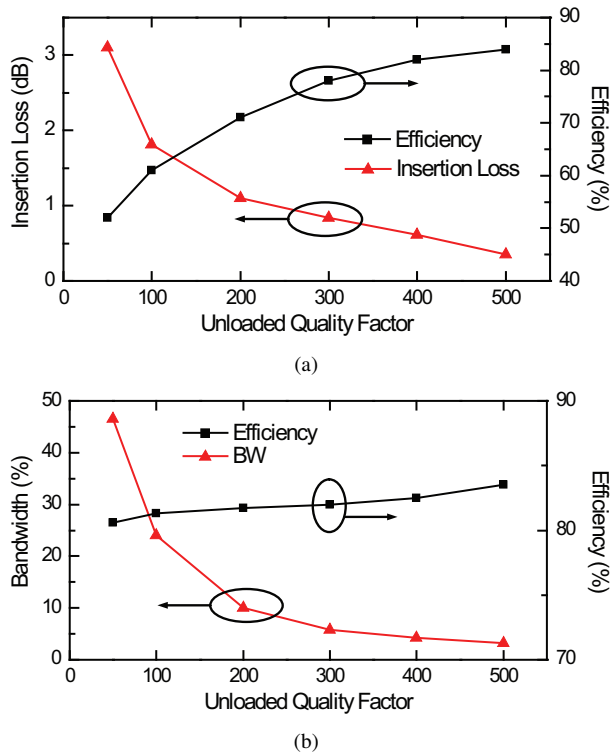 3
2
1
0
Insertion Loss (dB)
90
80
70
60
50
40
Efficiency (%)
Efficiency
Insertion Loss
0 100 200 300 400 500
Unloaded Quality Factor
(a)
50
40
30
20
10
0
Bandwidth (%)
90
80
70
Efficiency (%)
Efficiency
BW
0 100 200 300 400 500
Unloaded Quality Factor
(b)